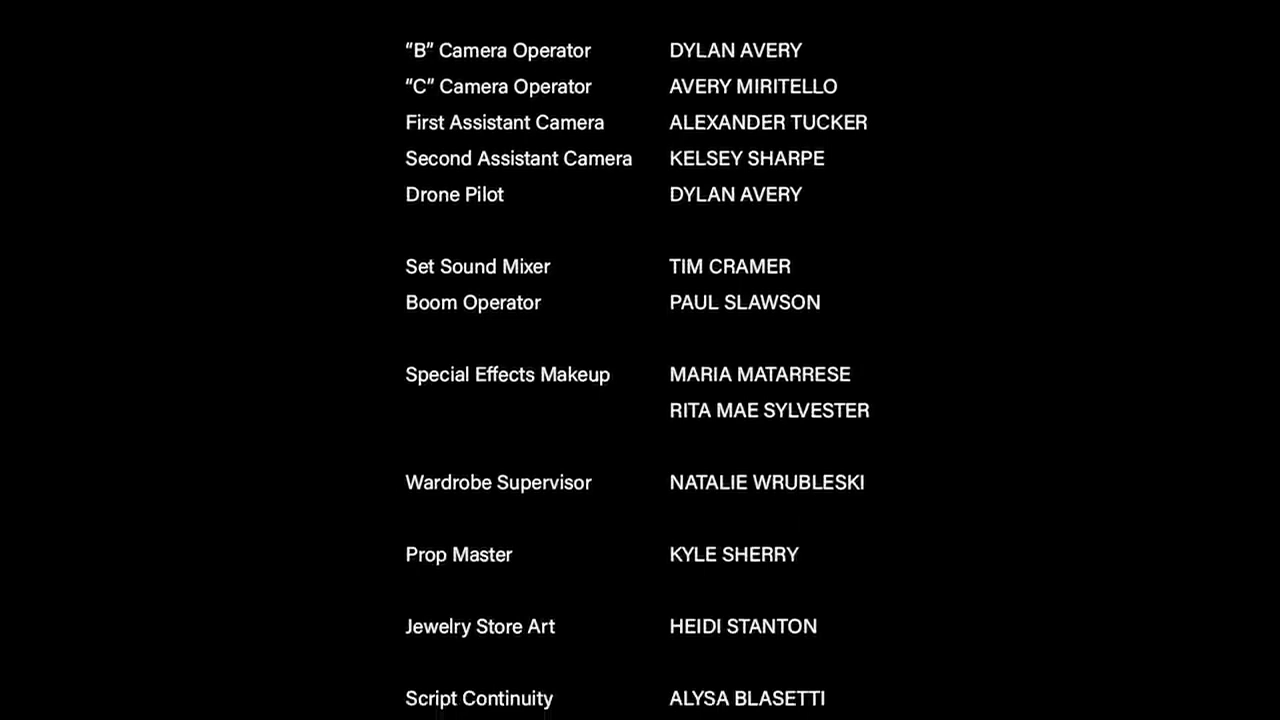 “B” Camera Operator DYLAN AVERY
“C” Camera Operator AVERY MIRITELLO
First Assistant Camera ALEXANDER TUCKER
Second Assistant Camera KELSEY SHARPE
Drone Pilot DYLAN AVERY
Set Sound Mixer TIM CRAMER
Boom Operator PAUL SLAWSON
Special Effects Makeup MARIA MATARRESE
RITA MAE SYLVESTER
Wardrobe Supervisor NATALIE WRUBLESKI
Prop Master KYLE SHERRY
Jewelry Store Art HEIDI STANTON
Script Continuity ALYSA BLASETTI